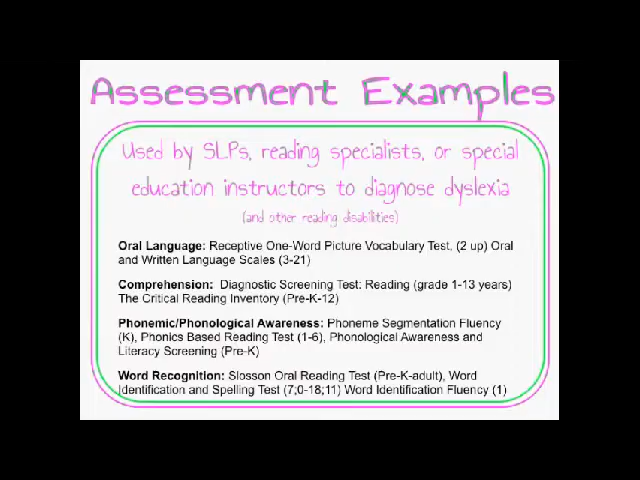 Assessment Examples
Used by SLPs, reading specialists, or special
education instructors to diagnose dyslexia
(and other reading disabilities)
Oral Language: Receptive One-Word Picture Vocabulary Test, (2 up) Oral
and Written Language Scales (3-21)
Comprehension: Diagnostic Screening Test: Reading (grade 1-13 years)
The Critical Reading Inventory (Pre-K-12)
Phonemic/Phonological Awareness: Phoneme Segmentation Fluency
(K), Phonics Based Reading Test (1-6), Phonological Awareness and
Literacy Screening (Pre-K)
Word Recognition: Slosson Oral Reading Test (Pre-K-adult), Word
Identification and Spelling Test (7;0-18;11) Word Identification Fluency (1)